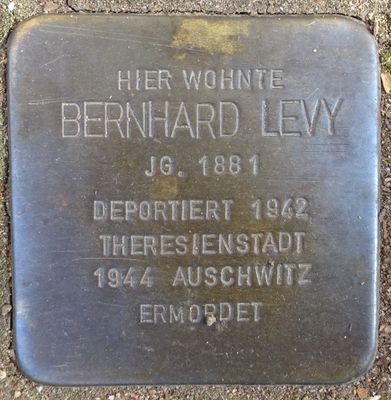 HIER WOHNTE
BERNHARD LEVY
JG. 1881
DEPORTIERT 1942
THERESIENSTADT
1944 AUSCHWITZ
ERMORDET